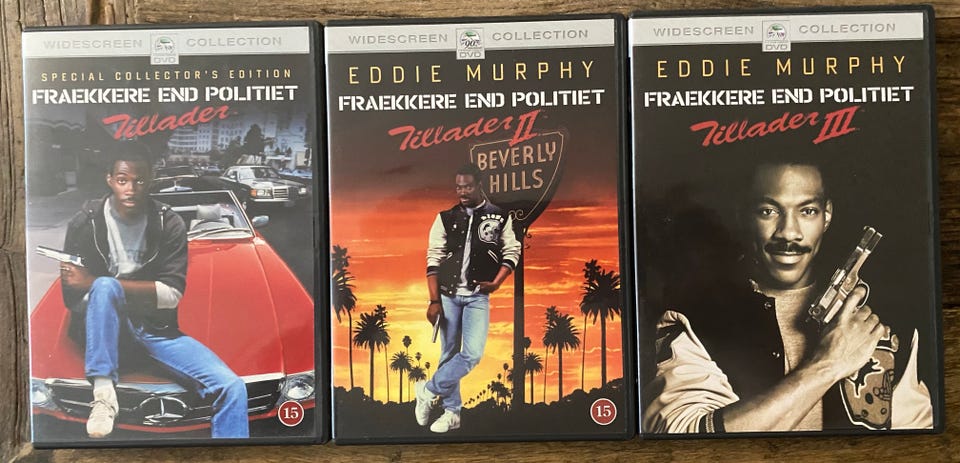 WIDESCREEN DVD COLLECTION
SPECIAL COLLECTOR'S EDITION
FRAEKKERE END POLITIET
Tillader
15
WIDESCREEN DVD COLLECTION
EDDIE MURPHY
FRAEKKERE END POLITIET
Tillader II
BEVERLY
HILLS
15
WIDESCREEN DVD COLLECTION
EDDIE MURPHY
FRAEKKERE END POLITIET
Tillader III